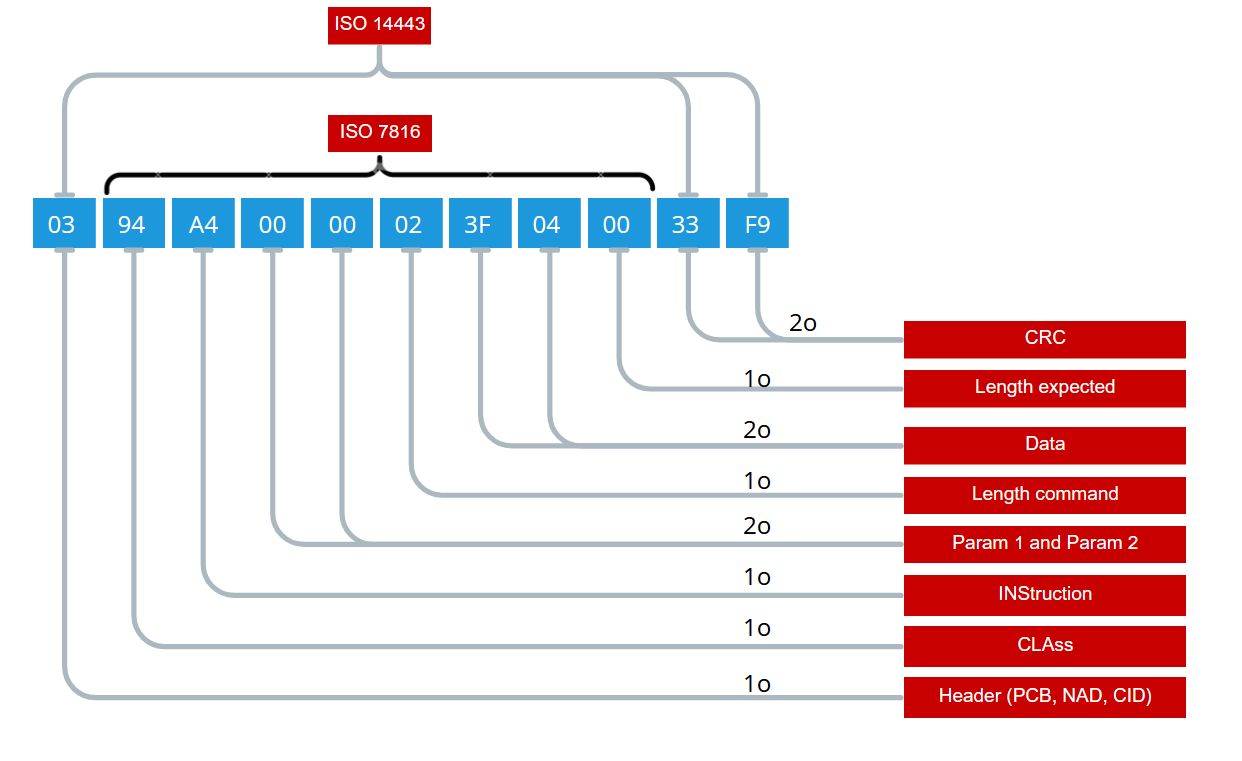 ISO 14443
ISO 7816
03 94 A4 00 00 02 3F 04 00 33 F9
2o CRC
1o Length expected
2o Data
1o Length command
2o Param 1 and Param 2
1o INStruction
1o CLAss
1o Header (PCB, NAD, CID)